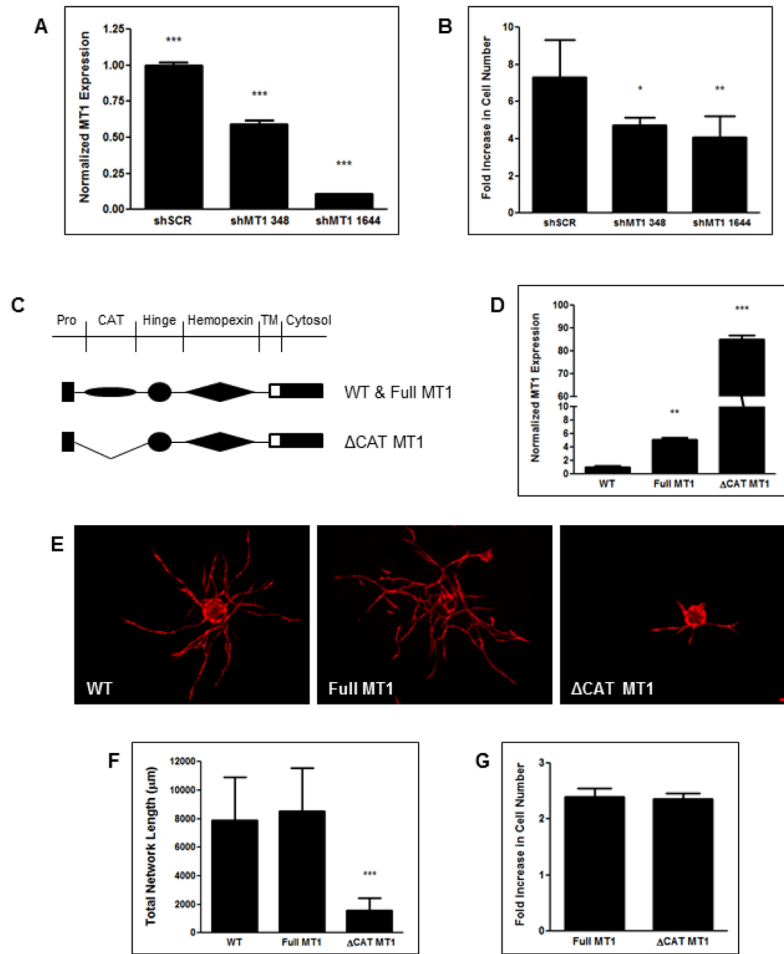 A
Normalized MT1 Expression
1.00
0.75
0.50
0.25
0.00
***
***
***
shSCR
shMT1 348
shMT1 1644
B
Fold Increase in Cell Number
10
8
6
4
2
0
*
**
shSCR
shMT1 348
shMT1 1644
C
Pro CAT Hinge Hemopexin TM Cytosol
WT & Full MT1
ΔCAT MT1
D
Normalized MT1 Expression
100
90
80
70
60
10
8
6
4
2
0
**
***
WT
Full MT1
ΔCAT MT1
E
WT
Full MT1
ΔCAT MT1
F
Total Network Length (µm)
12000
10000
8000
6000
4000
2000
0
***
WT
Full MT1
ΔCAT MT1
G
Fold Increase in Cell Number
3
2
1
0
Full MT1
ΔCAT MT1